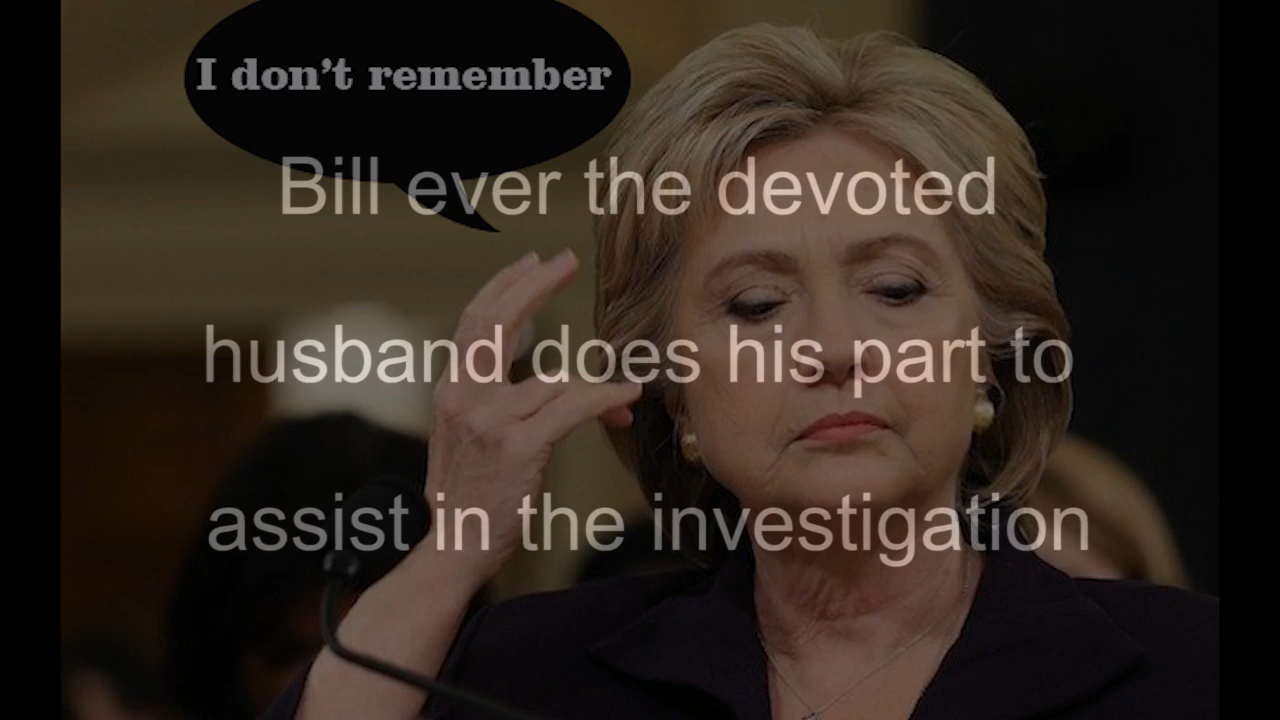 I don't remember
Bill ever the devoted
husband does his part to
assist in the investigation